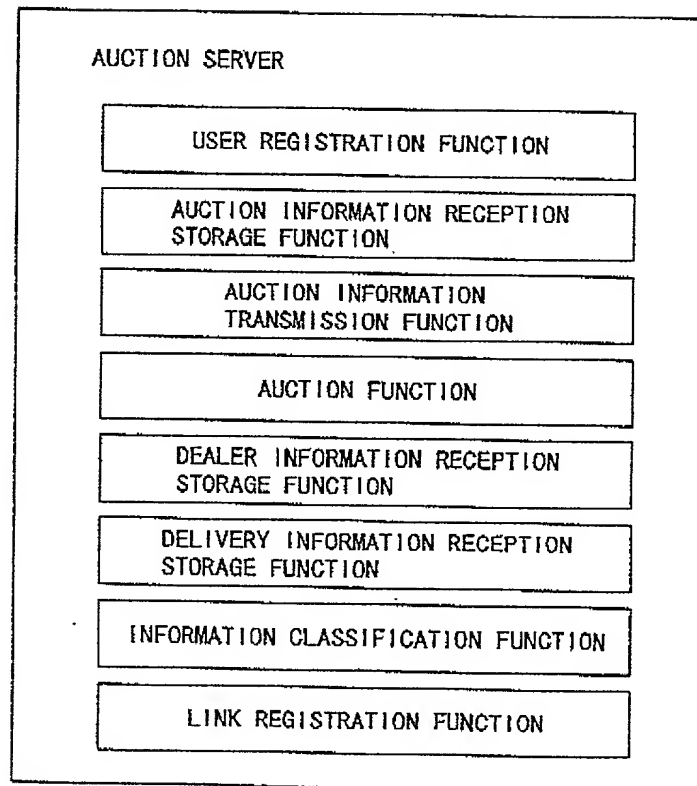 AUCTION SERVER
USER REGISTRATION FUNCTION
AUCTION INFORMATION RECEPTION
STORAGE FUNCTION
AUCTION INFORMATION
TRANSMISSION FUNCTION
AUCTION FUNCTION
DEALER INFORMATION RECEPTION
STORAGE FUNCTION
DELIVERY INFORMATION RECEPTION
STORAGE FUNCTION
INFORMATION CLASSIFICATION FUNCTION
LINK REGISTRATION FUNCTION